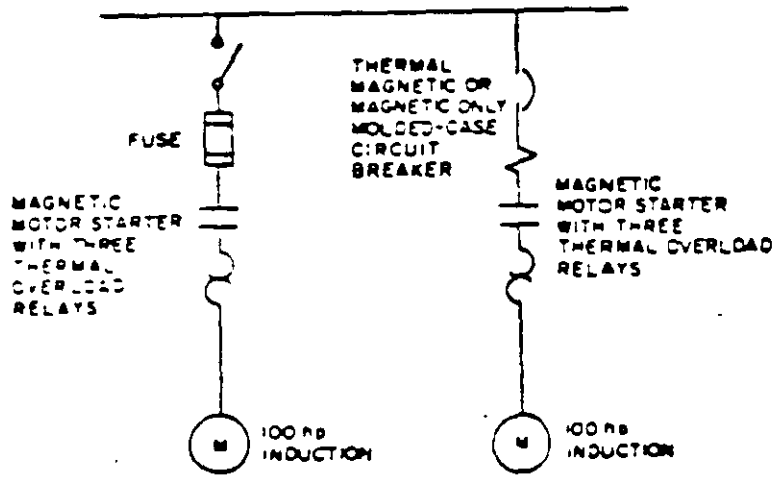 FUSE
MAGNETIC
MOTOR STARTER
WITH THREE
THERMAL
OVERLOAD
RELAYS
M
100 hp
INDUCTION
THERMAL
MAGNETIC OR
MAGNETIC ONLY
MOLDED-CASE
CIRCUIT
BREAKER
MAGNETIC
MOTOR STARTER
WITH THREE
THERMAL OVERLOAD
RELAYS
M
100 hp
INDUCTION